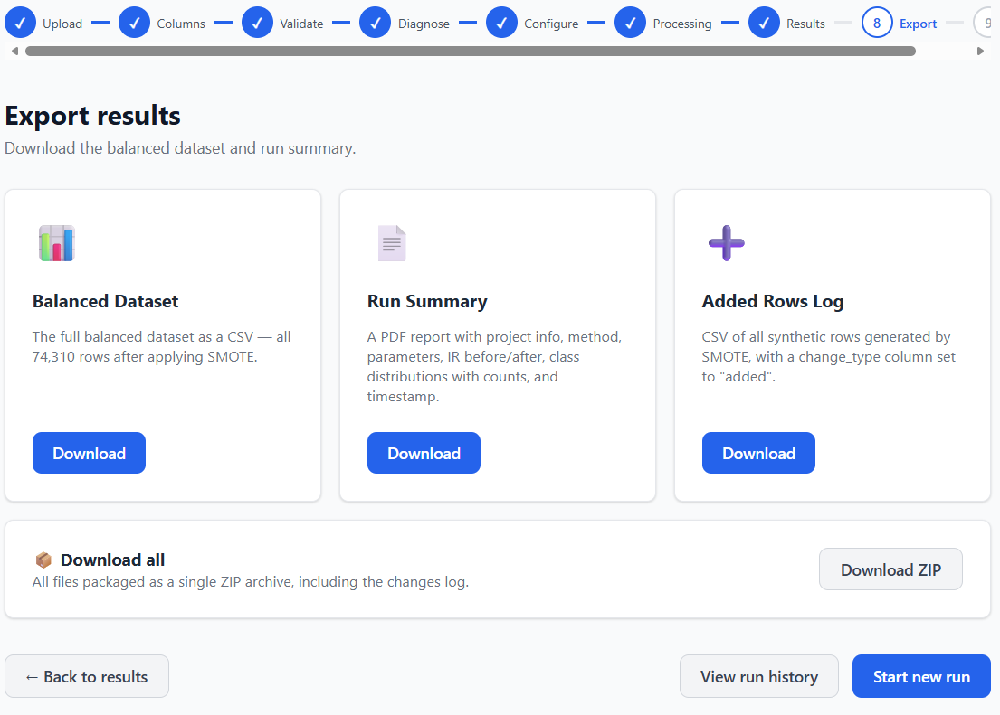 Upload Columns Validate Diagnose Configure Processing Results 8 Export 9
Export results
Download the balanced dataset and run summary.
Balanced Dataset
The full balanced dataset as a CSV — all
74,310 rows after applying SMOTE.
Download
Run Summary
A PDF report with project info, method,
parameters, IR before/after, class
distributions with counts, and
timestamp.
Download
Added Rows Log
CSV of all synthetic rows generated by
SMOTE, with a change_type column set
to "added".
Download
Download all
All files packaged as a single ZIP archive, including the changes log.
Download ZIP
← Back to results
View run history
Start new run